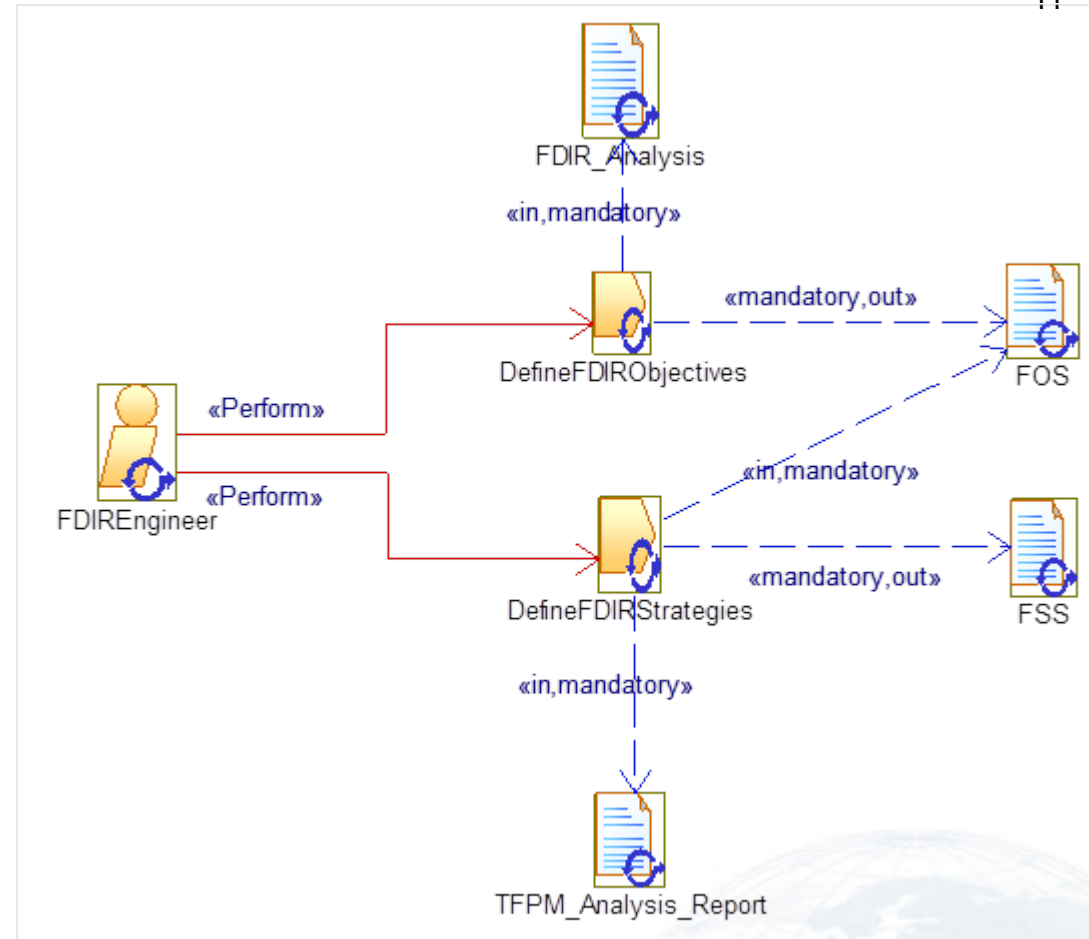 FDIR_Analysis
«in,mandatory»
«mandatory,out»
DefineFDIRObjectives
FOS
«Perform»
«in,mandatory»
«Perform»
FDIREngineer
«mandatory,out»
DefineFDIRStrategies
FSS
«in,mandatory»
TFPM_Analysis_Report